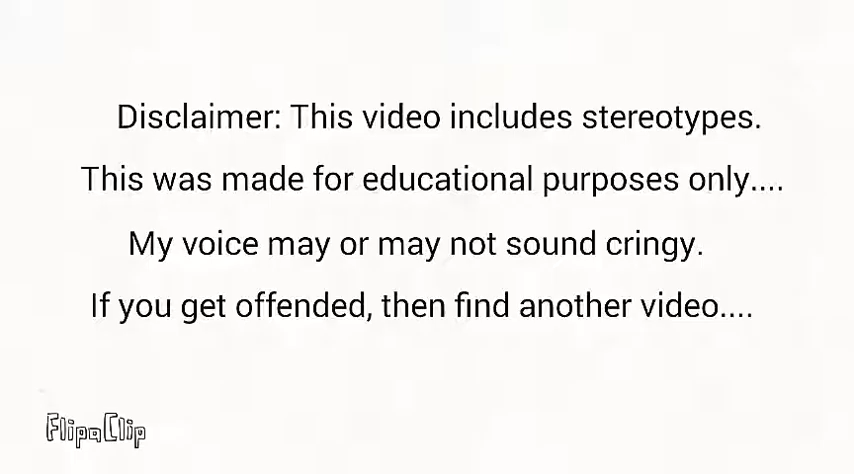 Disclaimer: This video includes stereotypes.
This was made for educational purposes only....
My voice may or may not sound cringy.
If you get offended, then find another video....
FlipaClip